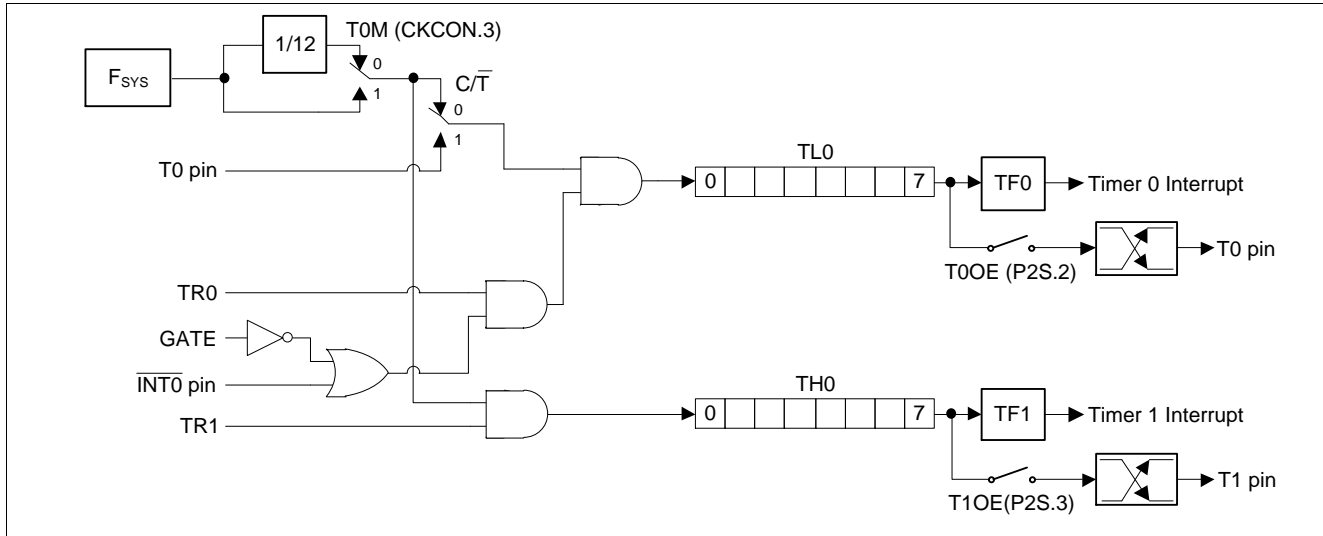 T0M (CKCON.3)
1/12
0
1
F_SYS
C/T̅
0
1
T0 pin
TL0
0 7
TF0
Timer 0 Interrupt
T0OE (P2S.2)
T0 pin
TR0
GATE
I̅N̅T̅0̅ pin
TR1
TH0
0 7
TF1
Timer 1 Interrupt
T1OE(P2S.3)
T1 pin